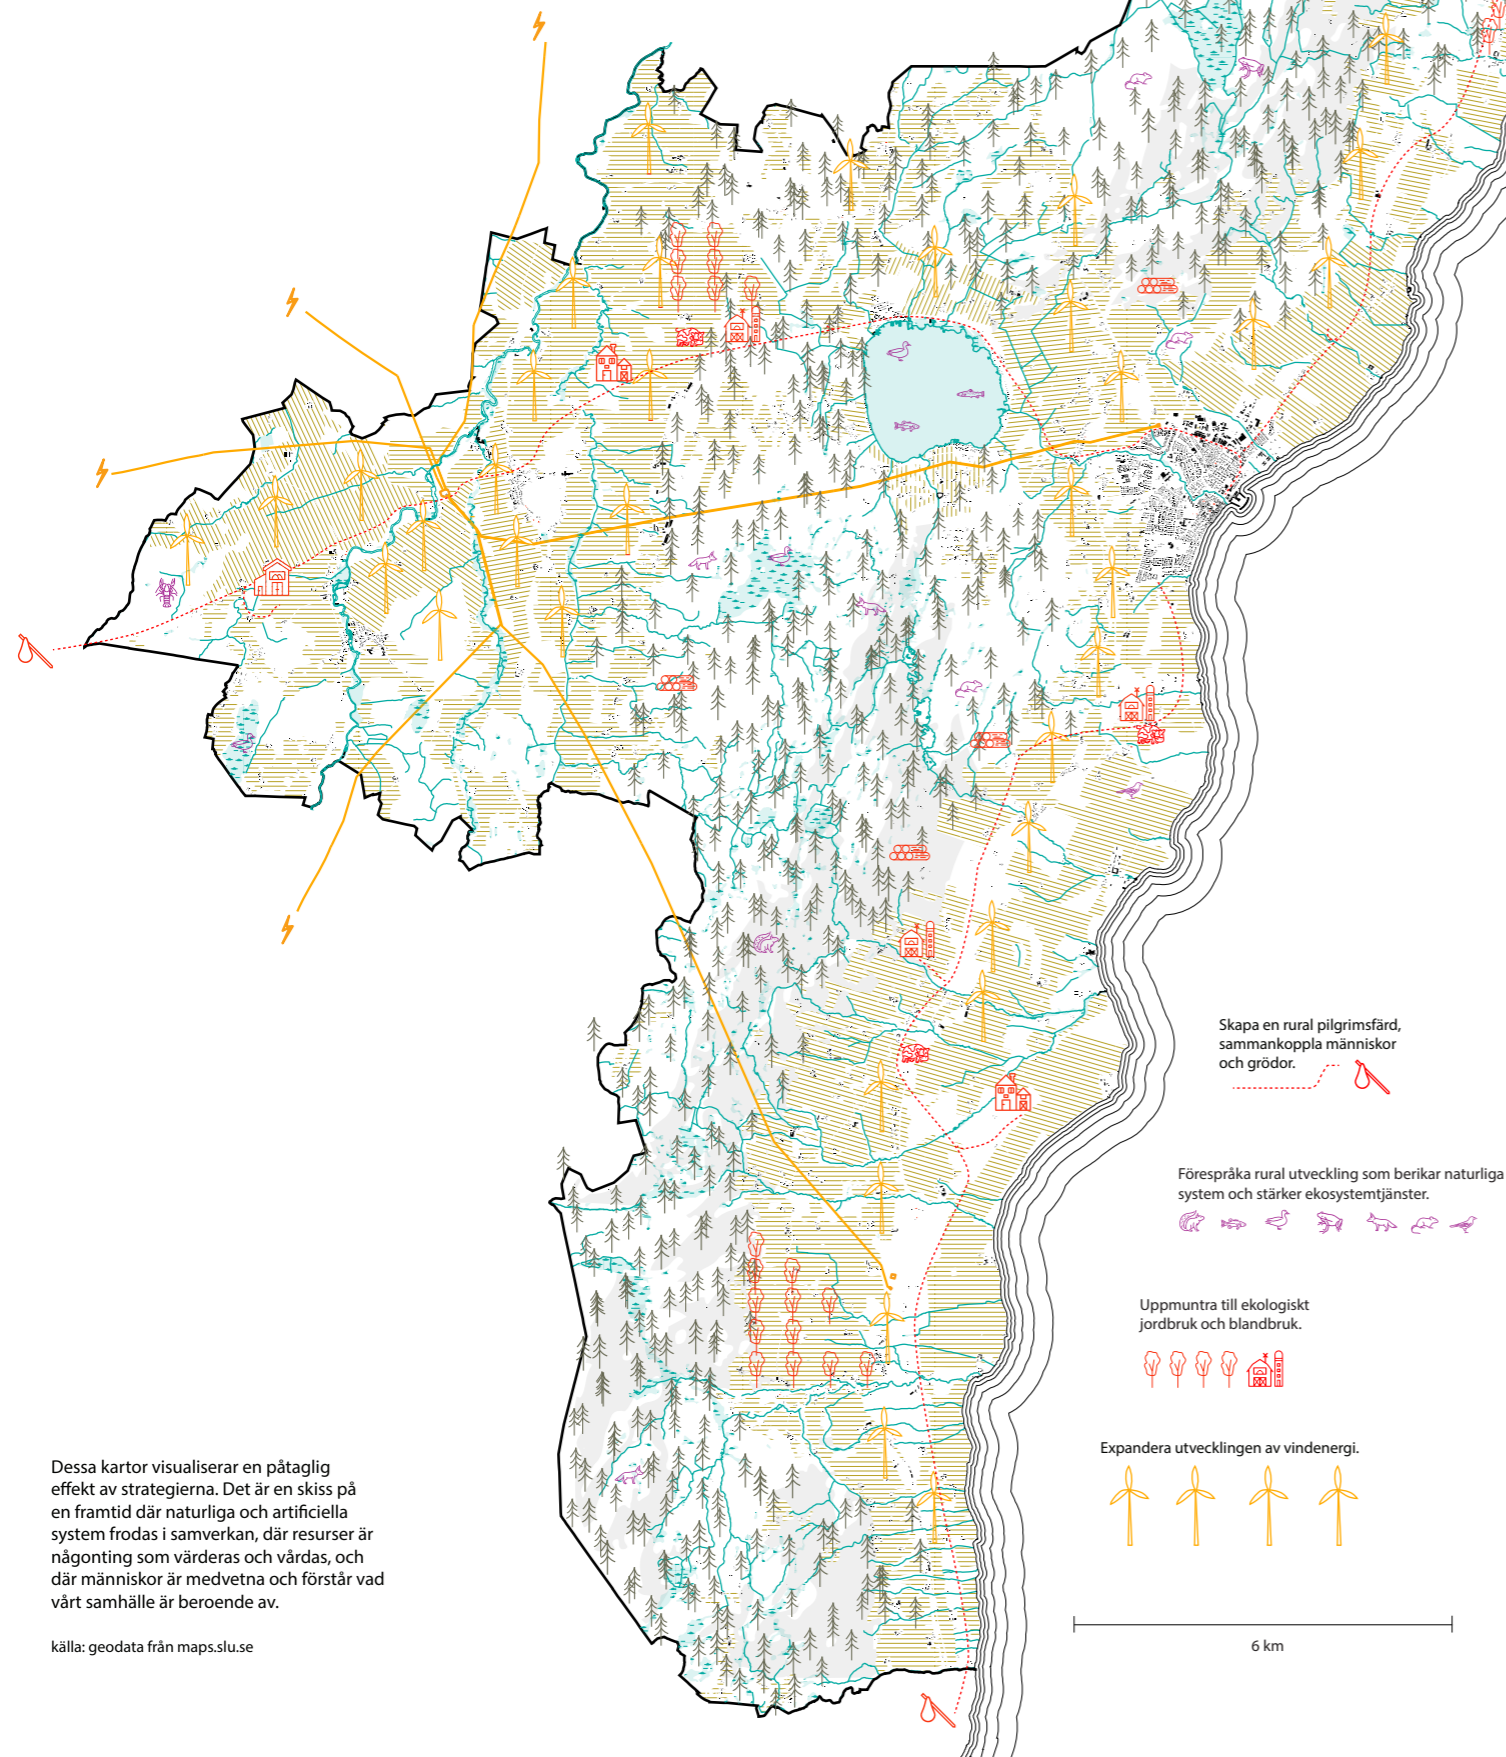 Skapa en rural pilgrimsfärd,
sammankoppla människor
och grödor.
Förespråka rural utveckling som berikar naturliga
system och stärker ekosystemtjänster.
Uppmuntra till ekologiskt
jordbruk och blandbruk.
Expandera utvecklingen av vindenergi.
Dessa kartor visualiserar en påtaglig
effekt av strategierna. Det är en skiss på
en framtid där naturliga och artificiella
system frodas i samverkan, där resurser är
någonting som värderas och vårdas, och
där människor är medvetna och förstår vad
vårt samhälle är beroende av.
källa: geodata från maps.slu.se
6 km